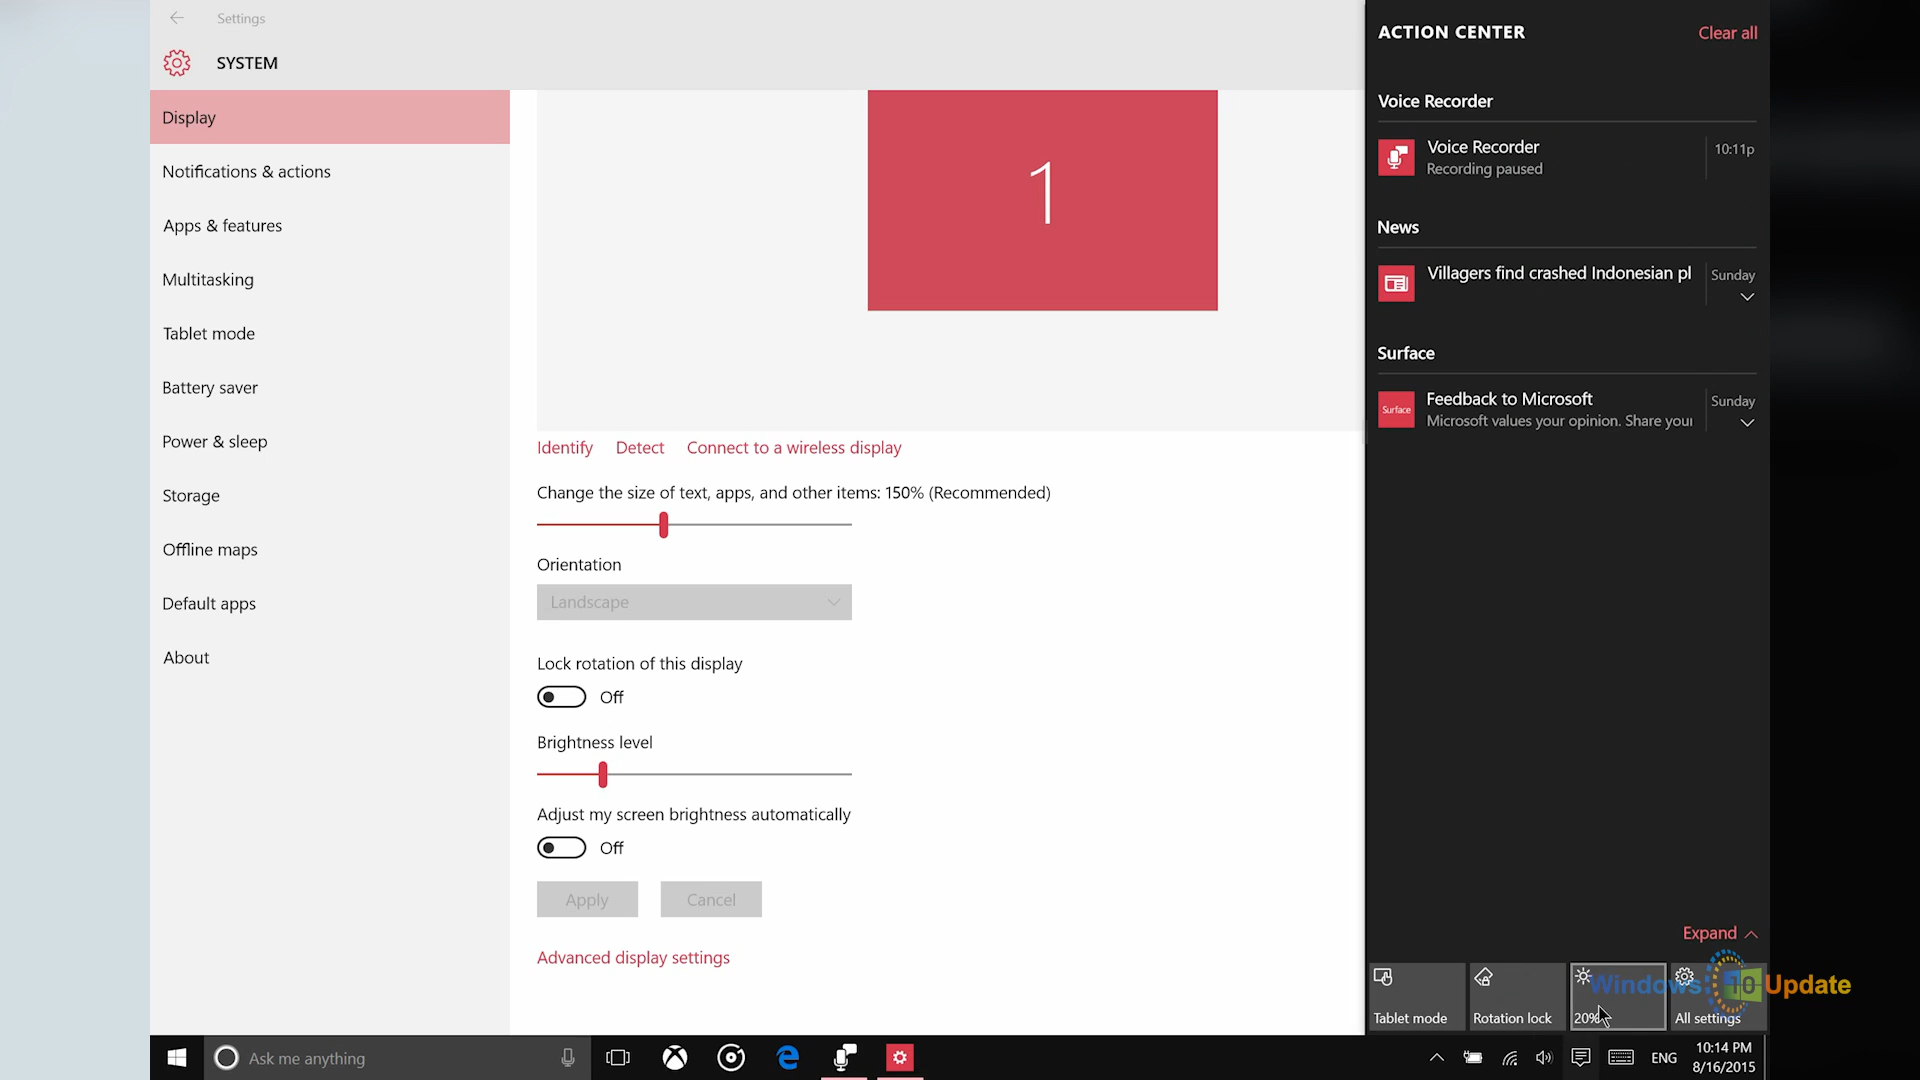 Settings
SYSTEM
Display
Notifications & actions
Apps & features
Multitasking
Tablet mode
Battery saver
Power & sleep
Storage
Offline maps
Default apps
About
1
Identify Detect Connect to a wireless display
Change the size of text, apps, and other items: 150% (Recommended)
Orientation
Landscape
Lock rotation of this display
Off
Brightness level
Adjust my screen brightness automatically
Off
Apply Cancel
Advanced display settings
ACTION CENTER Clear all
Voice Recorder
Voice Recorder 10:11p
Recording paused
News
Villagers find crashed Indonesian pl Sunday
Surface
Surface
Feedback to Microsoft Sunday
Microsoft values your opinion. Share your
Expand
Tablet mode Rotation lock 20% All settings
Windows 10 Update
Ask me anything
ENG
10:14 PM
8/16/2015